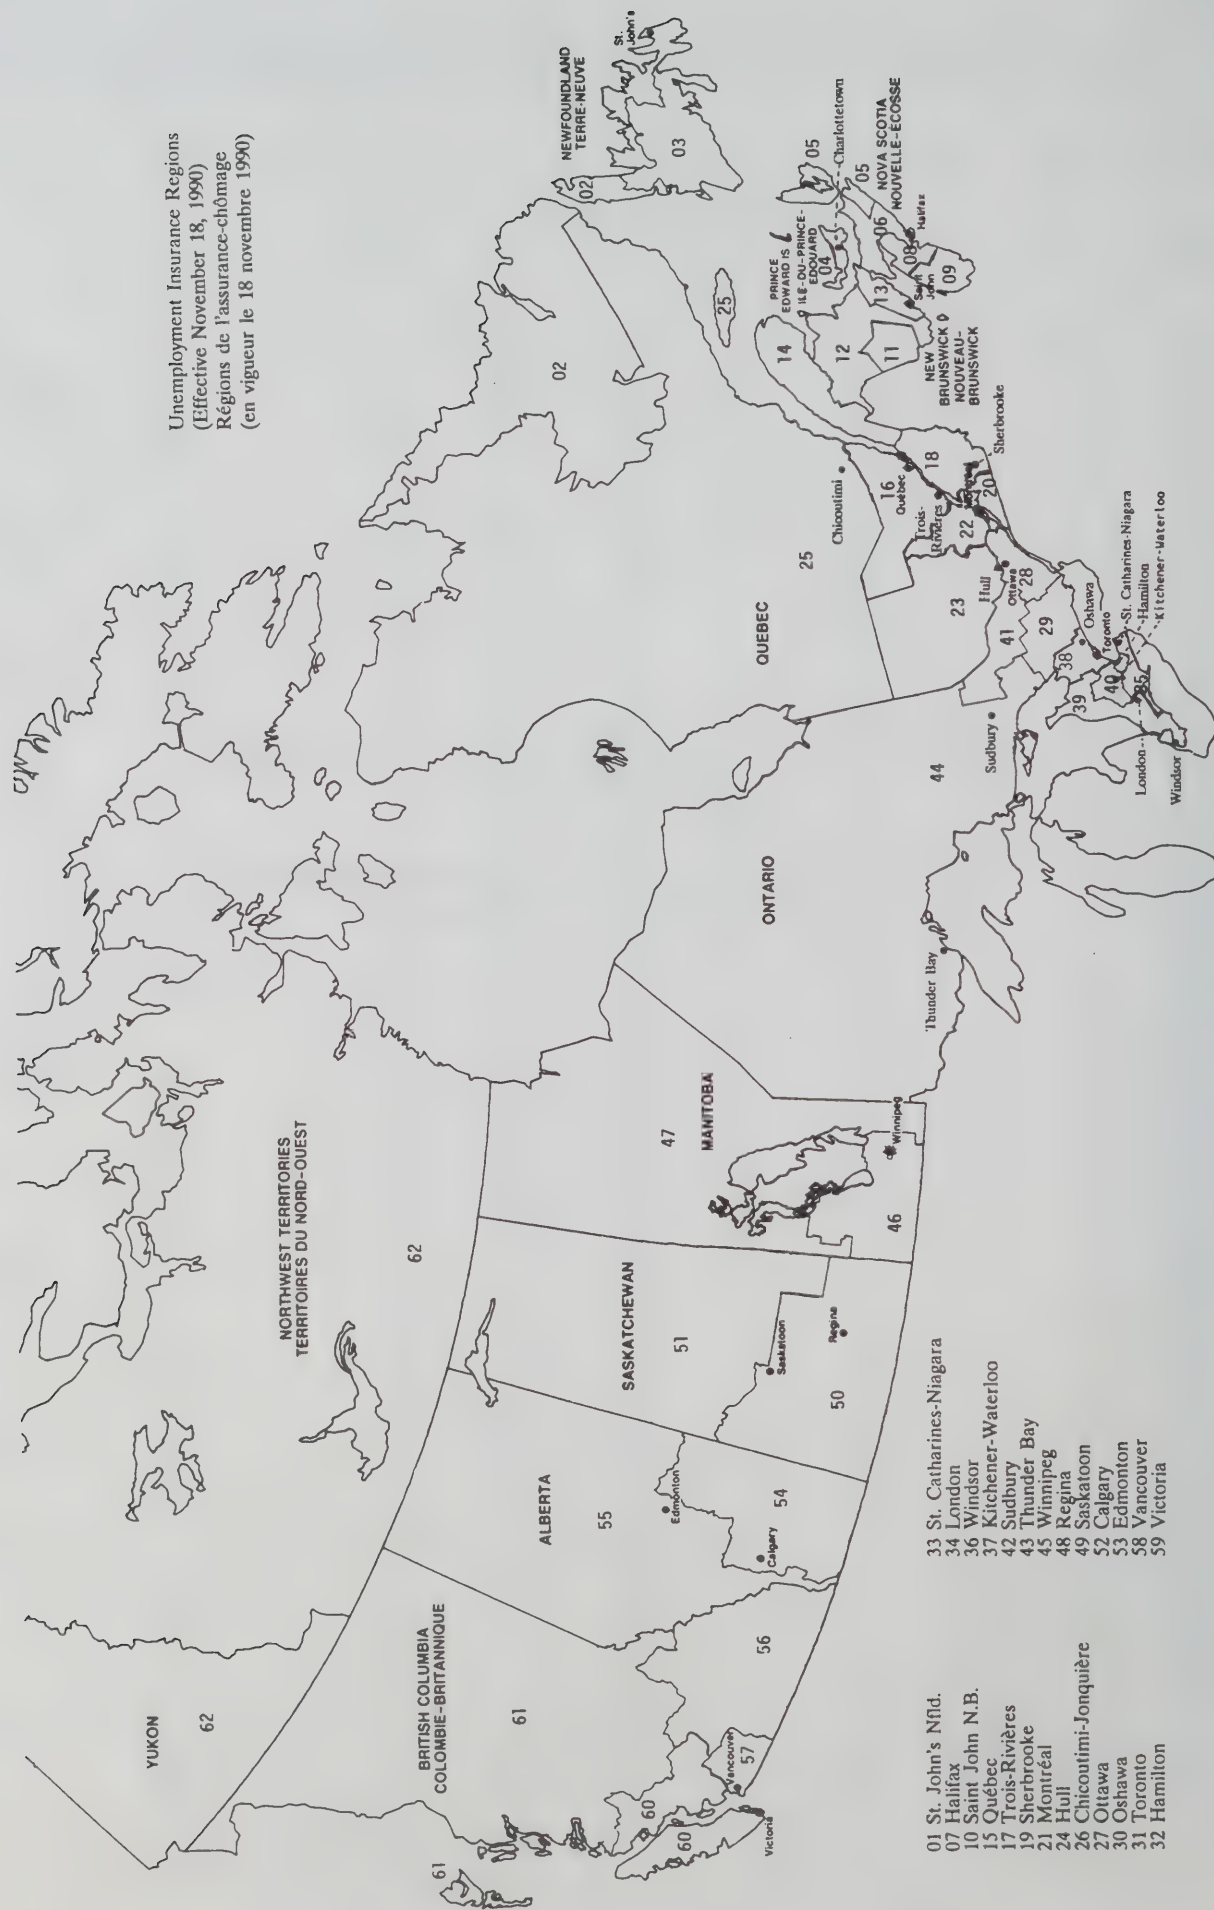 Unemployment Insurance Regions
(Effective November 18, 1990)
Régions de l'assurance-chômage
(en vigueur le 18 novembre 1990)
YUKON
62
NORTHWEST TERRITORIES
TERRITOIRES DU NORD-OUEST
62
BRITISH COLUMBIA
COLOMBIE-BRITANNIQUE
61
61
60
60
57
56
Vancouver
Victoria
ALBERTA
55
Edmonton
54
Calgary
SASKATCHEWAN
51
Saskatoon
50
Regina
47
MANITOBA
46
Winnipeg
ONTARIO
44
Thunder Bay
Sudbury
41
29
28
38
39
40
35
Ottawa
Oshawa
Toronto
St. Catharines-Niagara
Hamilton
Kitchener-Waterloo
London
Windsor
QUEBEC
25
25
Chicoutimi
16
Québec
Trois-
Rivières
18
20
22
23
Hull
Montréal
Sherbrooke
14
NEWFOUNDLAND
TERRE-NEUVE
02
02
03
St.
John's
PRINCE
EDWARD IS
ILE-DU-PRINCE-
EDOUARD
04
Charlottetown
NOVA SCOTIA
NOUVELLE-ÉCOSSE
05
05
06
08
09
Halifax
NEW
BRUNSWICK
NOUVEAU-
BRUNSWICK
11
12
13
Saint
John
01 St. John's Nfld.
07 Halifax
10 Saint John N.B.
15 Québec
17 Trois-Rivières
19 Sherbrooke
21 Montréal
24 Hull
26 Chicoutimi-Jonquière
27 Ottawa
30 Oshawa
31 Toronto
32 Hamilton
33 St. Catharines-Niagara
34 London
36 Windsor
37 Kitchener-Waterloo
42 Sudbury
43 Thunder Bay
45 Winnipeg
48 Regina
49 Saskatoon
52 Calgary
53 Edmonton
58 Vancouver
59 Victoria